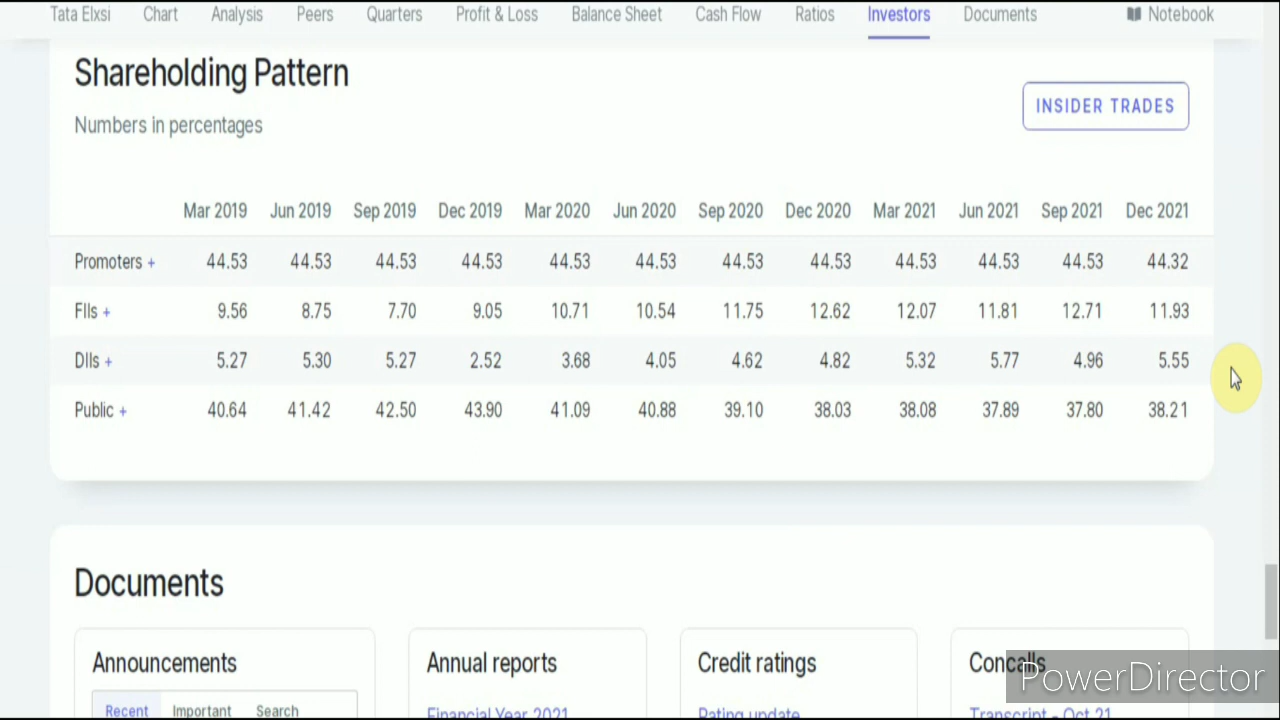 Tata Elxsi Chart Analysis Peers Quarters Profit & Loss Balance Sheet Cash Flow Ratios Investors Documents Notebook
Shareholding Pattern
INSIDER TRADES
Numbers in percentages
Mar 2019 Jun 2019 Sep 2019 Dec 2019 Mar 2020 Jun 2020 Sep 2020 Dec 2020 Mar 2021 Jun 2021 Sep 2021 Dec 2021
Promoters + 44.53 44.53 44.53 44.53 44.53 44.53 44.53 44.53 44.53 44.53 44.53 44.32
FIIs + 9.56 8.75 7.70 9.05 10.71 10.54 11.75 12.62 12.07 11.81 12.71 11.93
DIIs + 5.27 5.30 5.27 2.52 3.68 4.05 4.62 4.82 5.32 5.77 4.96 5.55
Public + 40.64 41.42 42.50 43.90 41.09 40.88 39.10 38.03 38.08 37.89 37.80 38.21
Documents
Announcements Annual reports Credit ratings Concalls
PowerDirector
Recent Important Search Financial Year 2021 Rating update Transcript - Oct 21